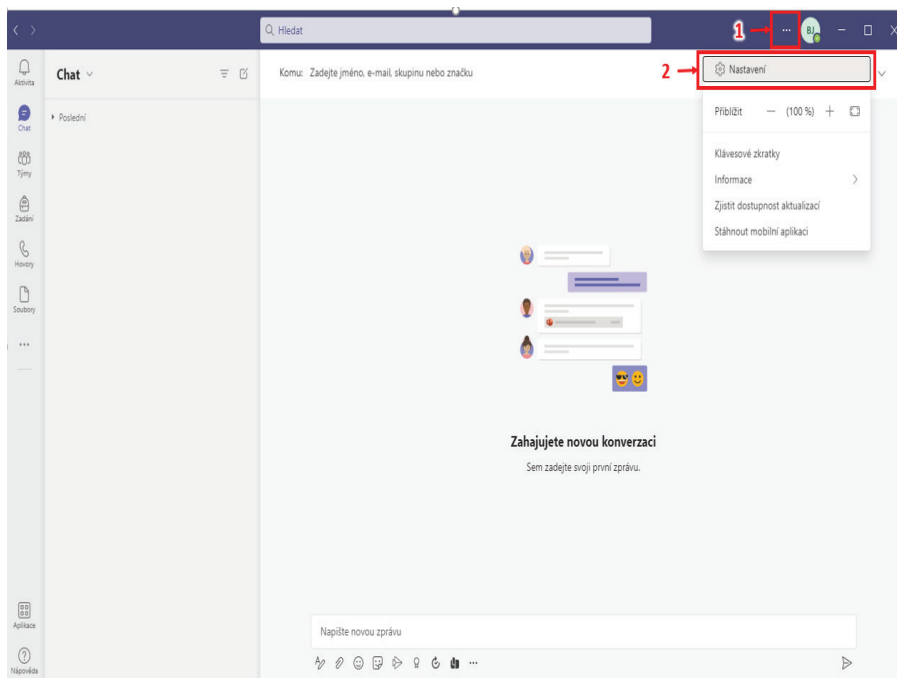 Hledat
1
BJ
Aktivita
Chat
Komu: Zadejte jméno, e-mail, skupinu nebo značku
2
Nastavení
Chat
Poslední
Přiblížit — (100 %) +
Týmy
Klávesové zkratky
Informace
Zjistit dostupnost aktualizací
Stáhnout mobilní aplikaci
Zadání
Hovory
Soubory
Zahajujete novou konverzaci
Sem zadejte svoji první zprávu.
Aplikace
Napište novou zprávu
Nápověda